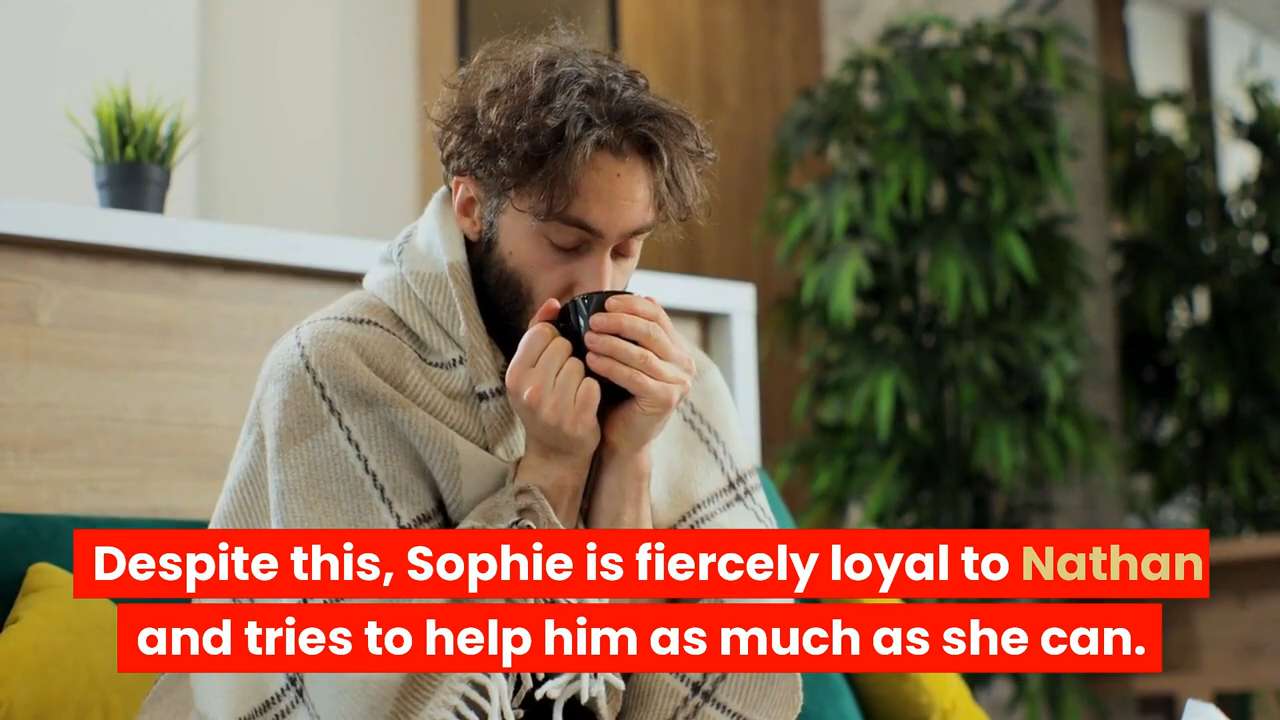 Despite this, Sophie is fiercely loyal to Nathan
and tries to help him as much as she can.